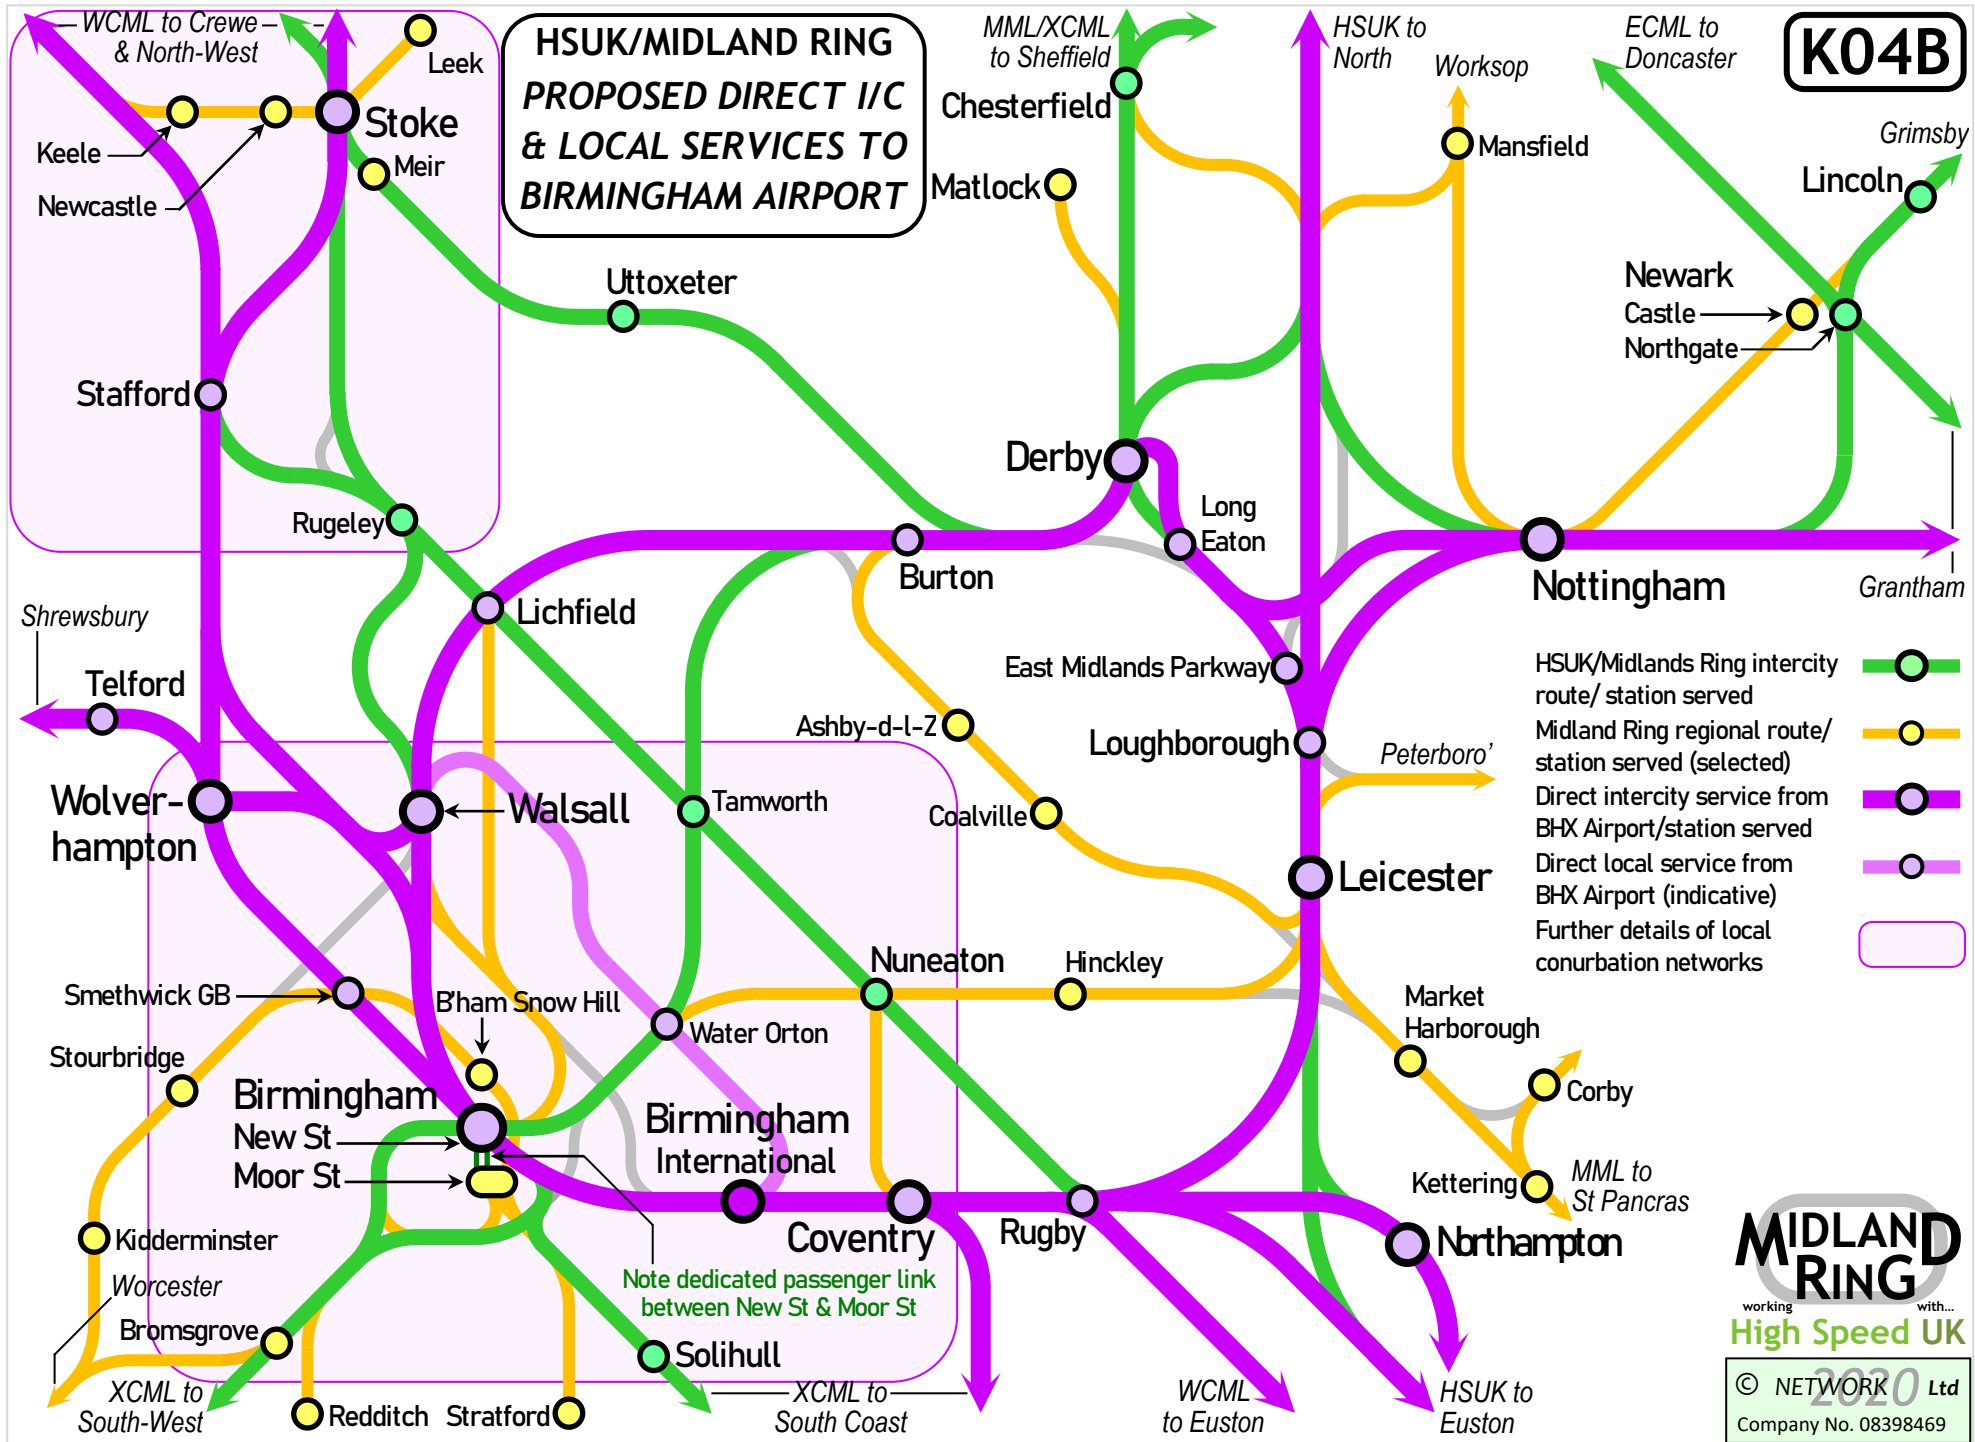 WCML to Crewe
& North-West
Leek
Stoke
Keele
Newcastle
Meir
HSUK/MIDLAND RING
PROPOSED DIRECT I/C
& LOCAL SERVICES TO
BIRMINGHAM AIRPORT
MML/XCML
to Sheffield
Chesterfield
Matlock
HSUK to
North
Worksop
Mansfield
ECML to
Doncaster
K04B
Grimsby
Lincoln
Newark
Castle
Northgate
Uttoxeter
Stafford
Rugeley
Derby
Long
Eaton
Burton
Nottingham
Grantham
Lichfield
Shrewsbury
Telford
East Midlands Parkway
Ashby-d-l-Z
Loughborough
Peterboro'
Wolver-
hampton
Walsall
Tamworth
Coalville
Leicester
HSUK/Midlands Ring intercity
route/ station served
Midland Ring regional route/
station served (selected)
Direct intercity service from
BHX Airport/station served
Direct local service from
BHX Airport (indicative)
Further details of local
conurbation networks
Nuneaton
Hinckley
Smethwick GB
B'ham Snow Hill
Water Orton
Market
Harborough
Stourbridge
Corby
Birmingham
New St
Moor St
Birmingham
International
Kettering
MML to
St Pancras
Coventry
Rugby
Northampton
Kidderminster
Worcester
Note dedicated passenger link
between New St & Moor St
Bromsgrove
Solihull
XCML to
South-West
Redditch
Stratford
XCML to
South Coast
WCML
to Euston
HSUK to
Euston
MIDLAND
RING
working with...
High Speed UK
© NETWORK 2020 Ltd
Company No. 08398469